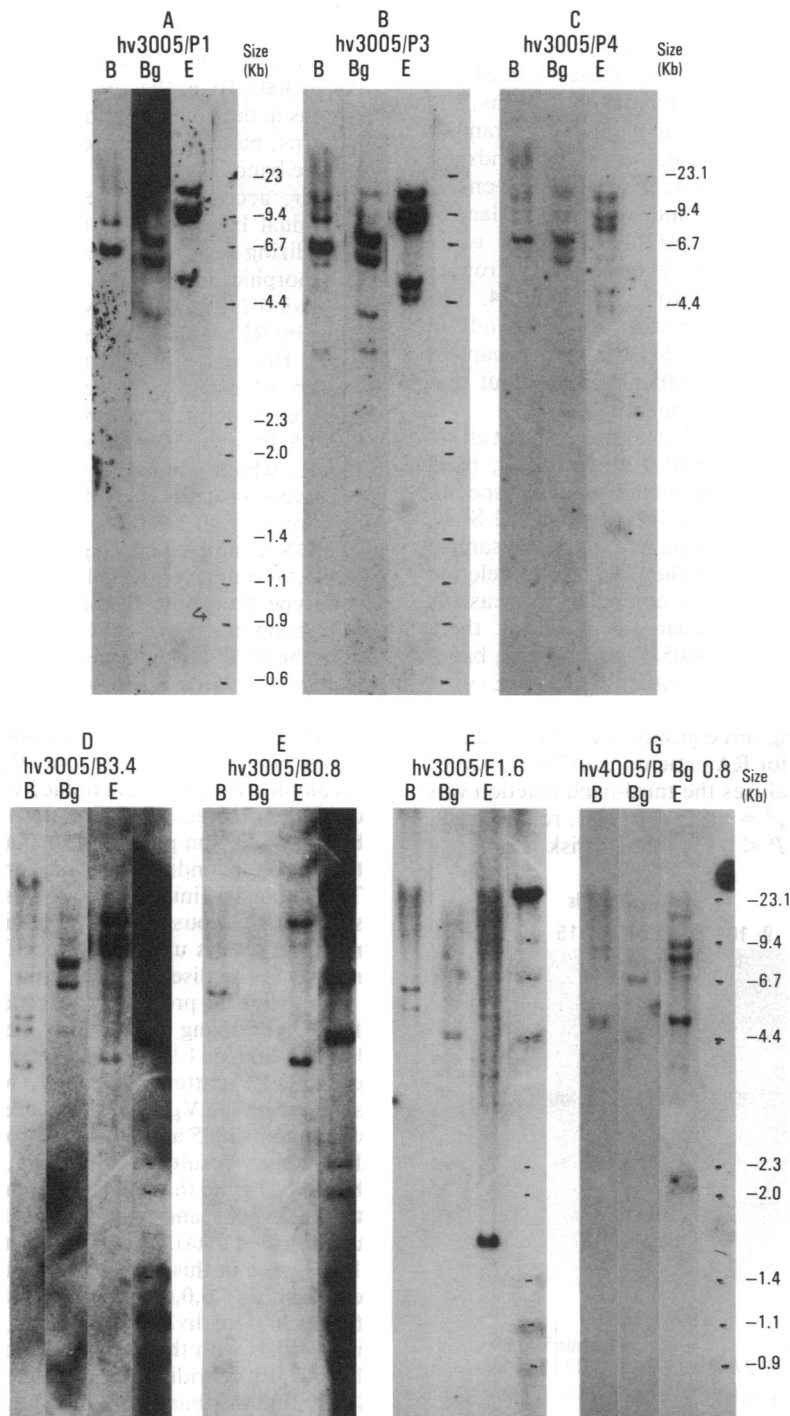 A
hv3005/P1
B Bg E
Size
(Kb)
–23
–9.4
–6.7
–4.4
–2.3
–2.0
–1.4
–1.1
–0.9
–0.6
B
hv3005/P3
B Bg E
C
hv3005/P4
B Bg E
Size
(Kb)
–23.1
–9.4
–6.7
–4.4
D
hv3005/B3.4
B Bg E
E
hv3005/B0.8
B Bg E
F
hv3005/E1.6
B Bg E
G
hv4005/B Bg 0.8
B Bg E
Size
(Kb)
–23.1
–9.4
–6.7
–4.4
–2.3
–2.0
–1.4
–1.1
–0.9